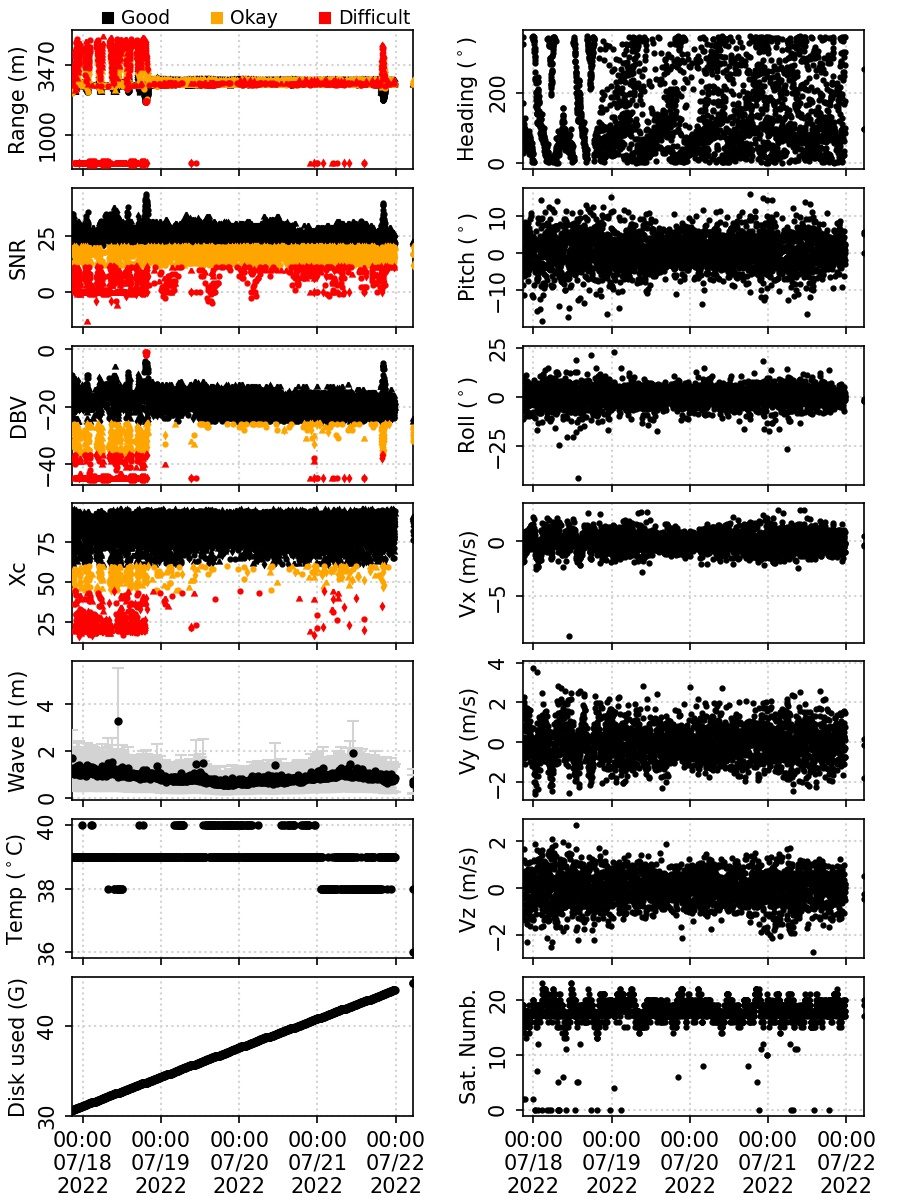 Good Okay Difficult
Range (m)
3470
1000
Heading (°)
200
0
SNR
25
0
Pitch (°)
10
0
−10
DBV
0
−20
−40
Roll (°)
25
0
−25
Xc
75
50
25
Vx (m/s)
0
−5
Wave H (m)
4
2
0
Vy (m/s)
4
2
0
−2
Temp (°C)
40
38
36
Vz (m/s)
2
0
−2
Disk used (G)
40
30
Sat. Numb.
20
10
0
00:00 00:00 00:00 00:00 00:00
07/18 07/19 07/20 07/21 07/22
2022 2022 2022 2022 2022
00:00 00:00 00:00 00:00 00:00
07/18 07/19 07/20 07/21 07/22
2022 2022 2022 2022 2022